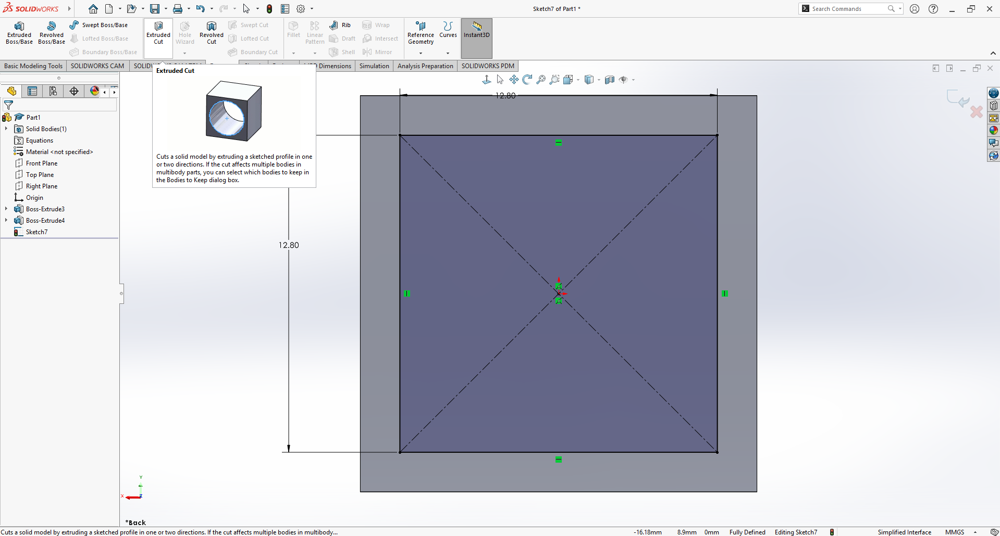 SOLIDWORKS
Sketch7 of Part1 *
Search Commands
Extruded Boss/Base
Revolved Boss/Base
Swept Boss/Base
Lofted Boss/Base
Boundary Boss/Base
Extruded Cut
Hole Wizard
Revolved Cut
Swept Cut
Lofted Cut
Boundary Cut
Fillet
Linear Pattern
Rib
Draft
Shell
Wrap
Intersect
Mirror
Reference Geometry
Curves
Instant3D
Basic Modeling Tools
SOLIDWORKS CAM
Dimensions
Simulation
Analysis Preparation
SOLIDWORKS PDM
Extruded Cut
Cuts a solid model by extruding a sketched profile in one
or two directions. If the cut affects multiple bodies in
multibody parts, you can select which bodies to keep in
the Bodies to Keep dialog box.
Part1
Solid Bodies(1)
Equations
Material <not specified>
Front Plane
Top Plane
Right Plane
Origin
Boss-Extrude3
Boss-Extrude4
Sketch7
12.80
12.80
Y
X
Z
*Back
Cuts a solid model by extruding a sketched profile in one or two directions. If the cut affects multiple bodies in multibody...
-16.18mm
8.9mm
0mm
Fully Defined
Editing Sketch7
Simplified Interface
MMGS